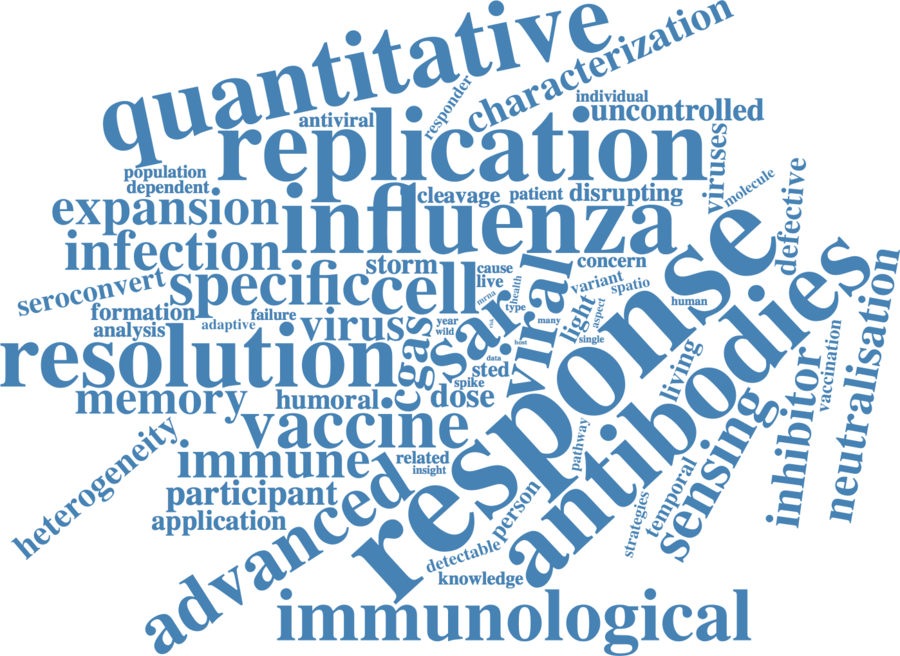 quantitative
characterization
responder
individual
antiviral
uncontrolled
replication
viruses
population
dependent
cleavage
patient
disrupting
molecule
defective
expansion
influenza
infection
storm
cause
concern
response
seroconvert
specific
cell
live
mrna
health
viral
variant
spatio
human
formation
analysis
adaptive
failure
virus
year
wild
sars
type
many
light
aspect
single
antibodies
neutralisation
resolution
cgas
risk
host
data
sted
spike
living
vaccination
inhibitor
memory
humoral
dose
vaccine
heterogeneity
immune
related
insight
pathway
sensing
participant
application
advanced
person
strategies
temporal
detectable
knowledge
immunological